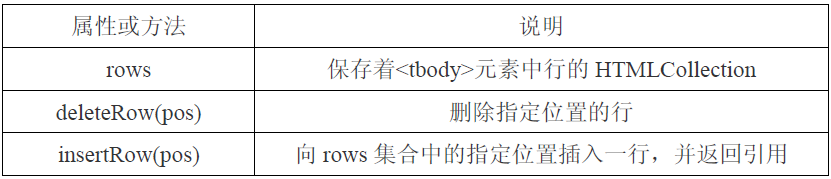 属性或方法 说明
rows 保存着<tbody>元素中行的 HTMLCollection
deleteRow(pos) 删除指定位置的行
insertRow(pos) 向 rows 集合中的指定位置插入一行，并返回引用